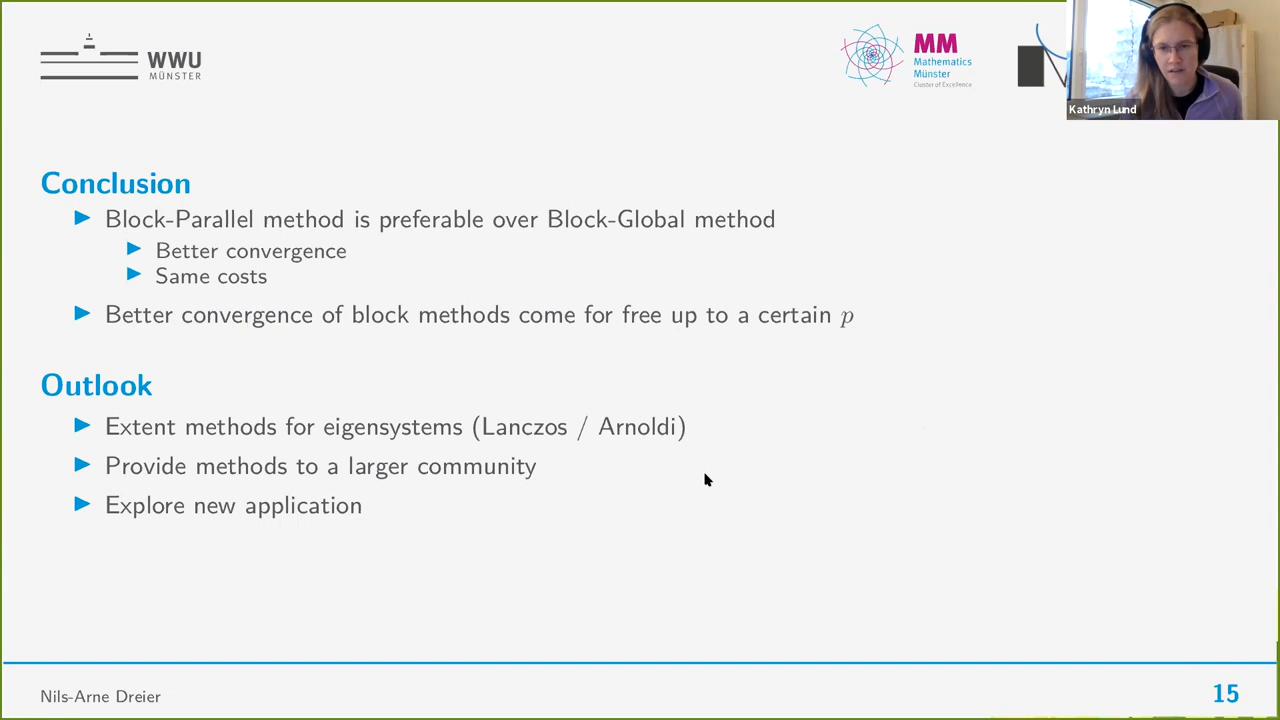 WWU
MÜNSTER
MM
Mathematics
Münster
Cluster of Excellence
Kathryn Lund
Conclusion
Block-Parallel method is preferable over Block-Global method
Better convergence
Same costs
Better convergence of block methods come for free up to a certain p
Outlook
Extent methods for eigensystems (Lanczos / Arnoldi)
Provide methods to a larger community
Explore new application
Nils-Arne Dreier
15